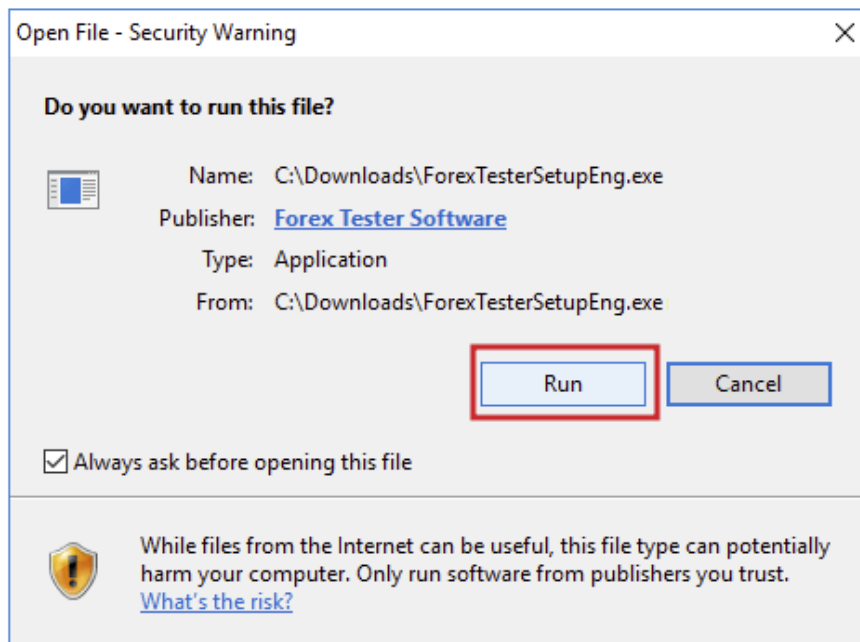 Open File - Security Warning
Do you want to run this file?
Name: C:\Downloads\ForexTesterSetupEng.exe
Publisher: Forex Tester Software
Type: Application
From: C:\Downloads\ForexTesterSetupEng.exe
Run Cancel
Always ask before opening this file
While files from the Internet can be useful, this file type can potentially
harm your computer. Only run software from publishers you trust.
What's the risk?